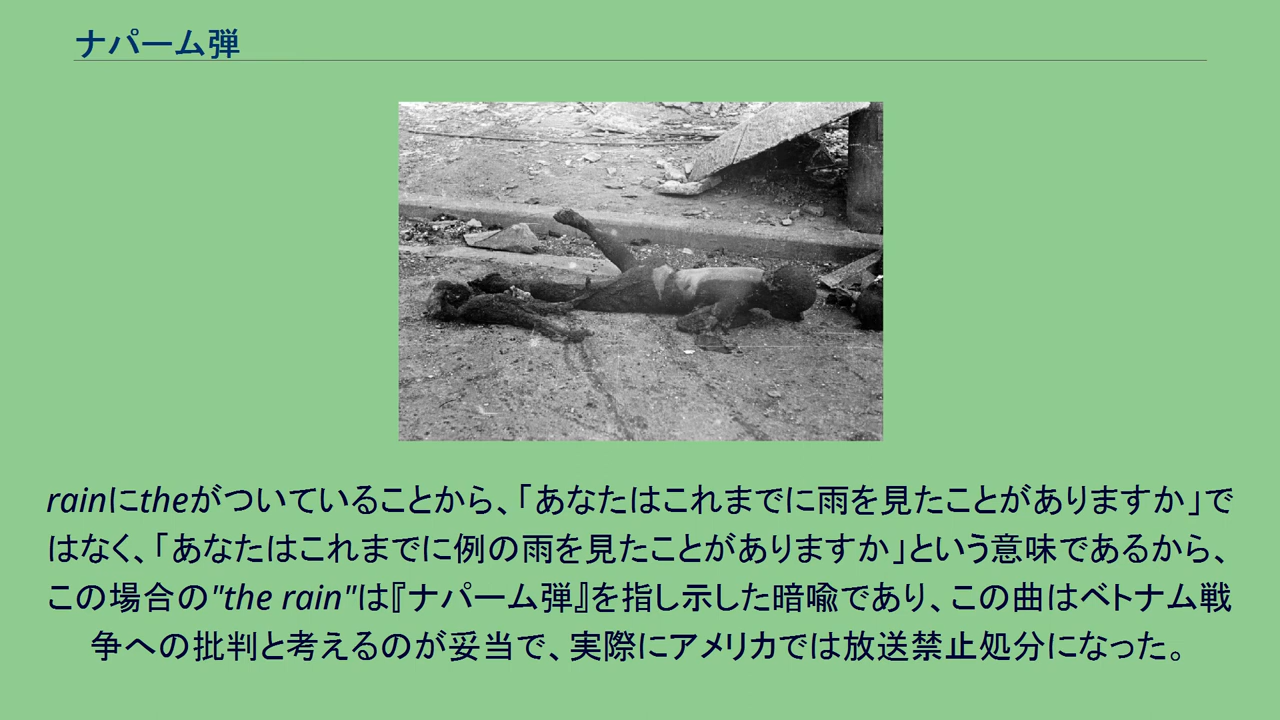 ナパーム弾
rainにtheがついていることから、「あなたはこれまでに雨を見たことがありますか」で
はなく、「あなたはこれまでに例の雨を見たことがありますか」という意味であるから、
この場合の"the rain"は『ナパーム弾』を指し示した暗喩であり、この曲はベトナム戦
争への批判と考えるのが妥当で、実際にアメリカでは放送禁止処分になった。